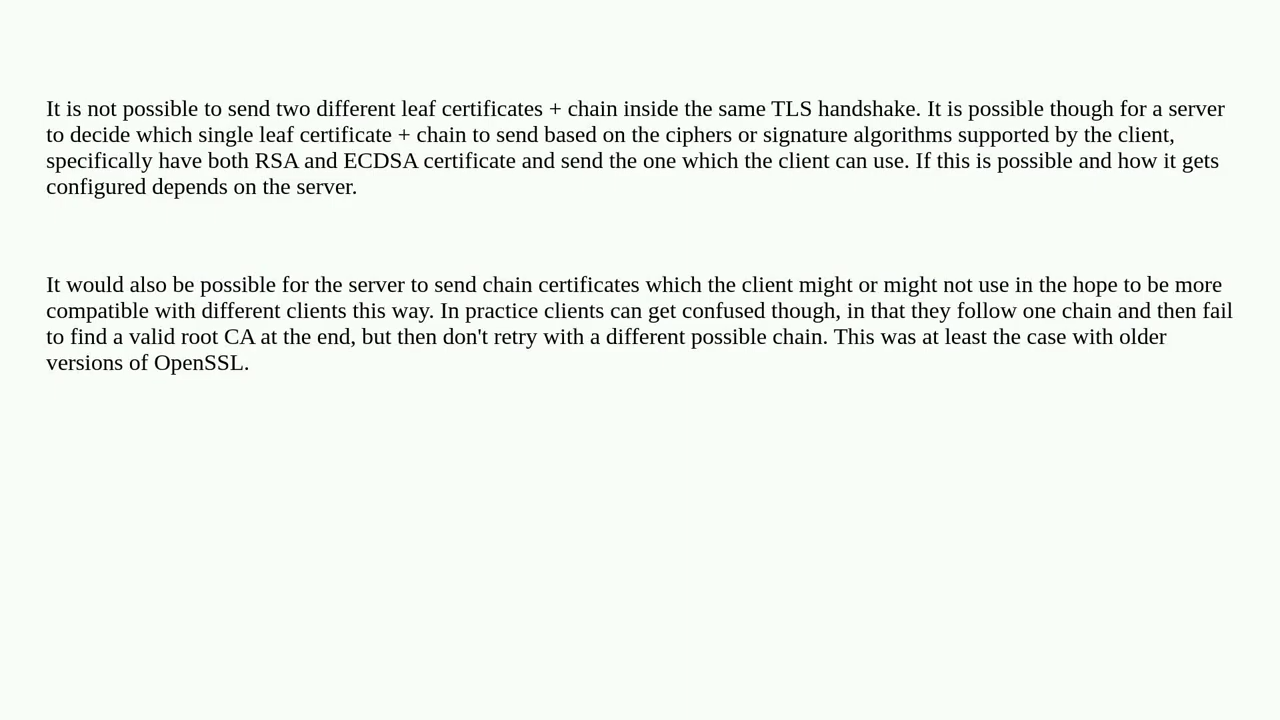 It is not possible to send two different leaf certificates + chain inside the same TLS handshake. It is possible though for a server
to decide which single leaf certificate + chain to send based on the ciphers or signature algorithms supported by the client,
specifically have both RSA and ECDSA certificate and send the one which the client can use. If this is possible and how it gets
configured depends on the server.
It would also be possible for the server to send chain certificates which the client might or might not use in the hope to be more
compatible with different clients this way. In practice clients can get confused though, in that they follow one chain and then fail
to find a valid root CA at the end, but then don't retry with a different possible chain. This was at least the case with older
versions of OpenSSL.